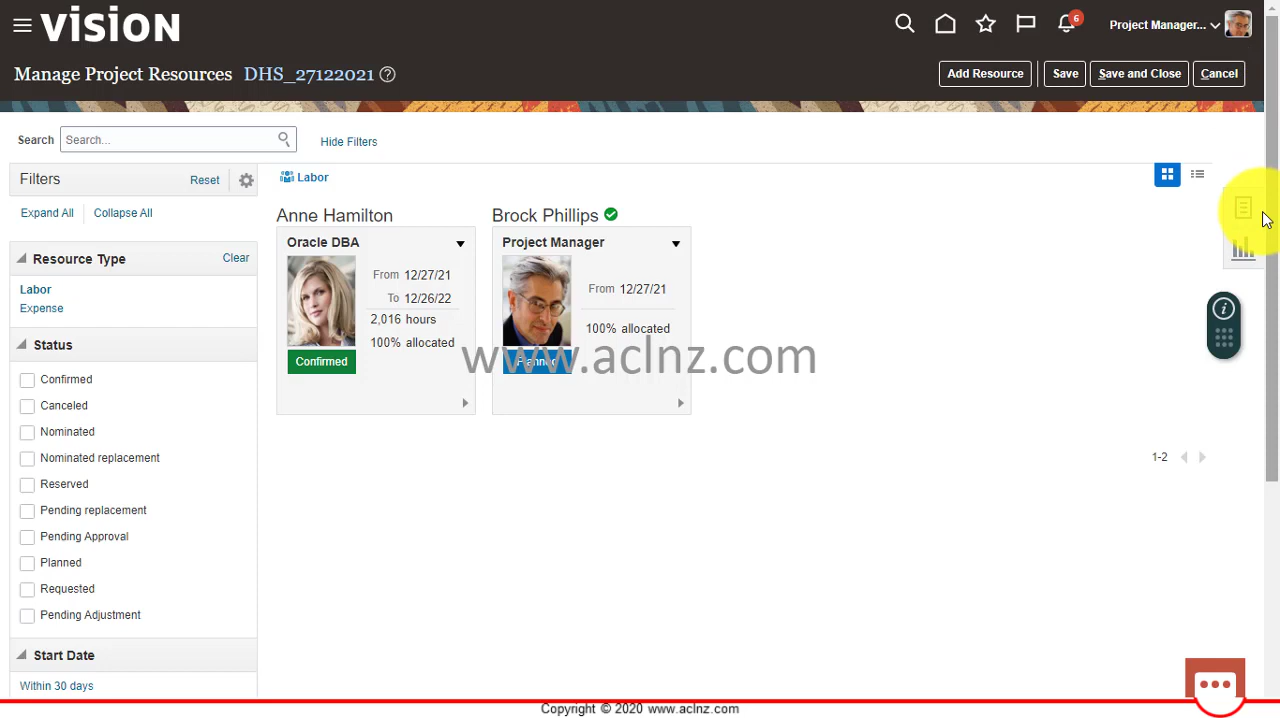 vision
6
Project Manager...
Manage Project Resources DHS_27122021
Add Resource
Save
Save and Close
Cancel
Search
Search...
Hide Filters
Filters
Reset
Labor
Expand All
Collapse All
Anne Hamilton
Brock Phillips
Oracle DBA
From 12/27/21
To 12/26/22
2,016 hours
100% allocated
Confirmed
Project Manager
From 12/27/21
100% allocated
Planned
www.aclnz.com
1-2
Resource Type
Clear
Labor
Expense
Status
Confirmed
Canceled
Nominated
Nominated replacement
Reserved
Pending replacement
Pending Approval
Planned
Requested
Pending Adjustment
Start Date
Within 30 days
Copyright © 2020 www.aclnz.com